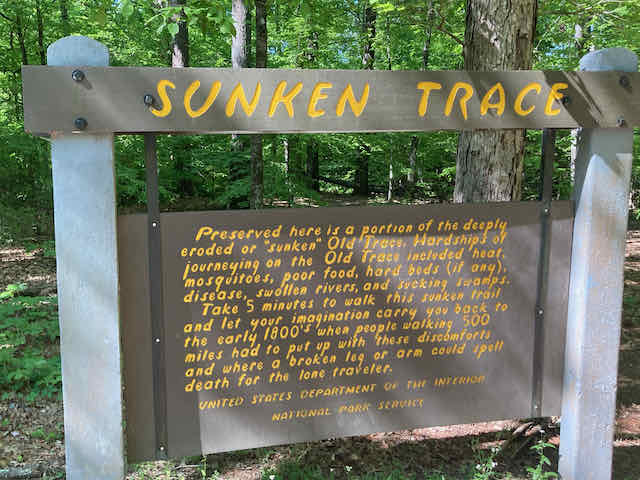 SUNKEN TRACE
Preserved here is a portion of the deeply
eroded or "sunken" Old Trace. Hardships of
journeying on the Old Trace included heat,
mosquitoes, poor food, hard beds (if any),
disease, swollen rivers, and sucking swamps.
Take 5 minutes to walk this sunken trail
and let your imagination carry you back to
the early 1800's when people walking 500
miles had to put up with these discomforts
and where a broken leg or arm could spell
death for the lone traveler.
UNITED STATES DEPARTMENT OF THE INTERIOR
NATIONAL PARK SERVICE